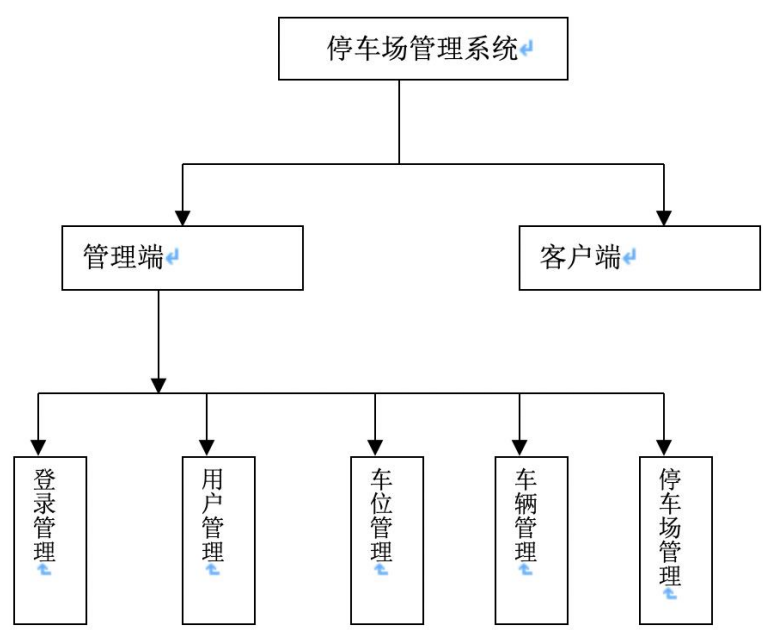 停车场管理系统
管理端
客户端
登录管理
用户管理
车位管理
车辆管理
停车场管理